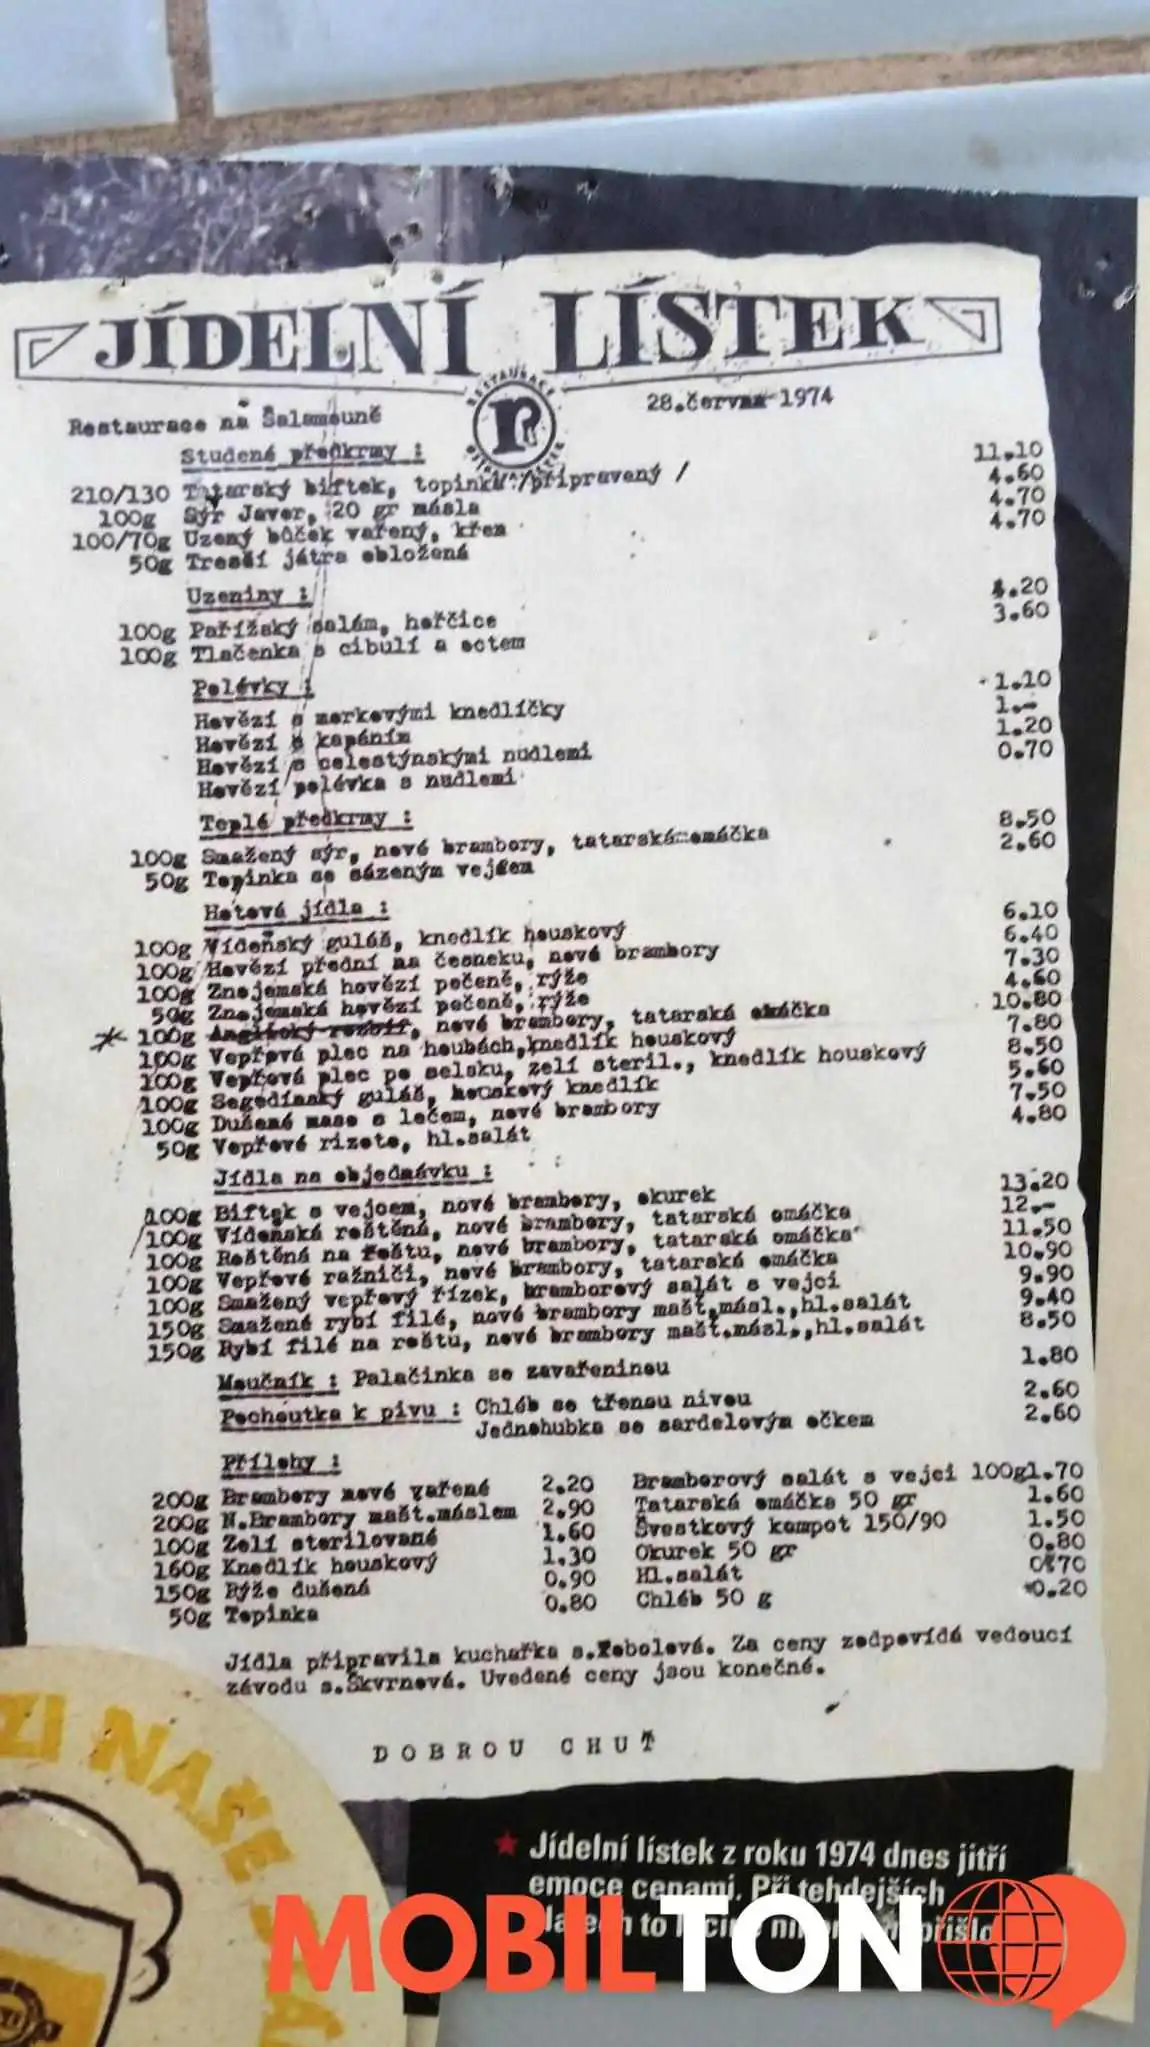 JÍDELNÍ LÍSTEK
Restaurace na Šalamouně
RESTAURACE
R
28.června 1974
Studené předkrmy :
210/130 Tatarský biftek, topinky /připravený / 11.10
100g Sýr Javor, 20 gr másla 4.60
100/70g Uzený bůček vařený, křen 4.70
50g Tresčí játra obložená 4.70
Uzeniny :
100g Pařížský salám, hořčice 4.20
100g Tlačenka s cibulí a octem 3.60
Polévky :
Hovězí s morkovými knedlíčky 1.10
Hovězí s kapáním 1.-
Hovězí s celestýnskými nudlemi 1.20
Hovězí polévka s nudlemi 0.70
Teplé předkrmy :
100g Smažený sýr, nové brambory, tatarská omáčka 8.50
50g Topinka se sázeným vejcem 2.60
Hotová jídla :
100g Vídeňský guláš, knedlík houskový 6.10
100g Hovězí přední na česneku, nové brambory 6.40
100g Znojemská hovězí pečeně, rýže 7.30
50g Znojemská hovězí pečeně, rýže 4.60
* 100g Anglický rozbif, nové brambory, tatarská omáčka 10.80
100g Vepřová plec na houbách,knedlík houskový 7.80
100g Vepřová plec po selsku, zelí steril., knedlík houskový 8.50
100g Segedínský guláš, houskový knedlík 5.60
100g Dušené maso s lečem, nové brambory 7.50
50g Vepřové rizoto, hl.salát 4.80
Jídla na objednávku :
100g Biftek s vejcem, nové brambory, okurek 13.20
100g Vídeňská roštěná, nové brambory, tatarská omáčka 12.-
100g Roštěná na roštu, nové brambory, tatarská omáčka 11.50
100g Vepřové ražniči, nové brambory, tatarská omáčka 10.90
100g Smažený vepřový řízek, bramborový salát s vejci 9.90
150g Smažené rybí filé, nové brambory mašt.másl.,hl.salát 9.40
150g Rybí filé na roštu, nové brambory mašt.másl.,hl.salát 8.50
Moučník : Palačinka se zavařeninou 1.80
Pochoutka k pivu : Chléb se třenou nivou 2.60
Jednohubka se sardelovým očkem 2.60
Přílohy :
200g Brambory nové vařené 2.20 Bramborový salát s vejci 100g1.70
200g N.Brambory mašt.máslem 2.90 Tatarská omáčka 50 gr 1.60
100g Zelí sterilované 1.60 Švestkový kompot 150/90 1.50
160g Knedlík houskový 1.30 Okurek 50 gr 0.80
150g Rýže dušená 0.90 Hl.salát 0.70
50g Topinka 0.80 Chléb 50 g 0.20
Jídla připravila kuchařka s.Kobolová. Za ceny zodpovídá vedoucí
závodu s.Škvrnová. Uvedené ceny jsou konečné.
DOBROU CHUŤ
ZI NAŠE
Jídelní lístek z roku 1974 dnes jitří
emoce cenami. Při tehdejších
to
MOBILTON